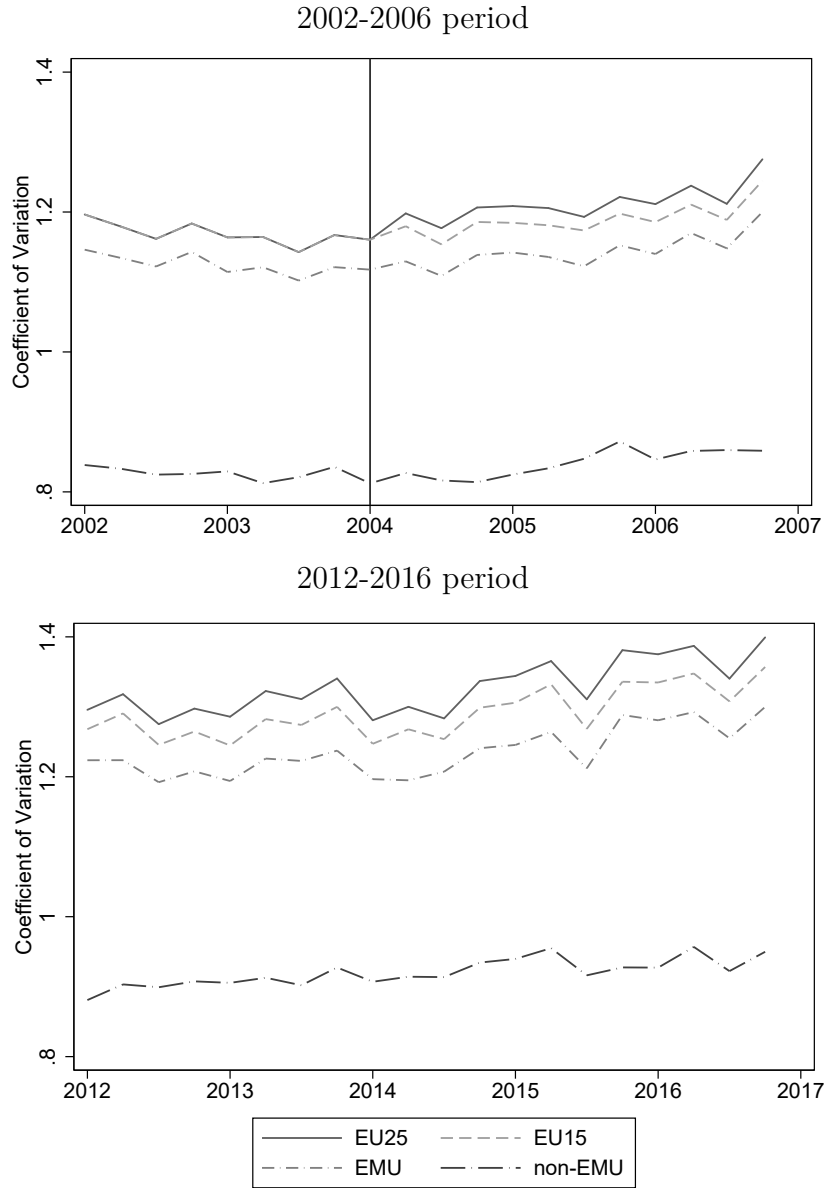 2002-2006 period
1.4
1.2
1
.8
Coefficient of Variation
2002 2003 2004 2005 2006 2007
2012-2016 period
1.4
1.2
1
.8
Coefficient of Variation
2012 2013 2014 2015 2016 2017
EU25 EU15
EMU non-EMU